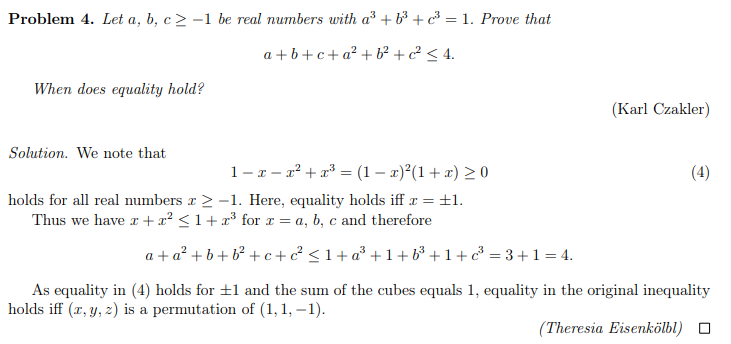 Problem 4. Let a, b, c ≥ −1 be real numbers with a³ + b³ + c³ = 1. Prove that
a + b + c + a² + b² + c² ≤ 4.
When does equality hold?
(Karl Czakler)
Solution. We note that
1 − x − x² + x³ = (1 − x)²(1 + x) ≥ 0 (4)
holds for all real numbers x ≥ −1. Here, equality holds iff x = ±1.
Thus we have x + x² ≤ 1 + x³ for x = a, b, c and therefore
a + a² + b + b² + c + c² ≤ 1 + a³ + 1 + b³ + 1 + c³ = 3 + 1 = 4.
As equality in (4) holds for ±1 and the sum of the cubes equals 1, equality in the original inequality
holds iff (x, y, z) is a permutation of (1, 1, −1).
(Theresia Eisenkölbl) □